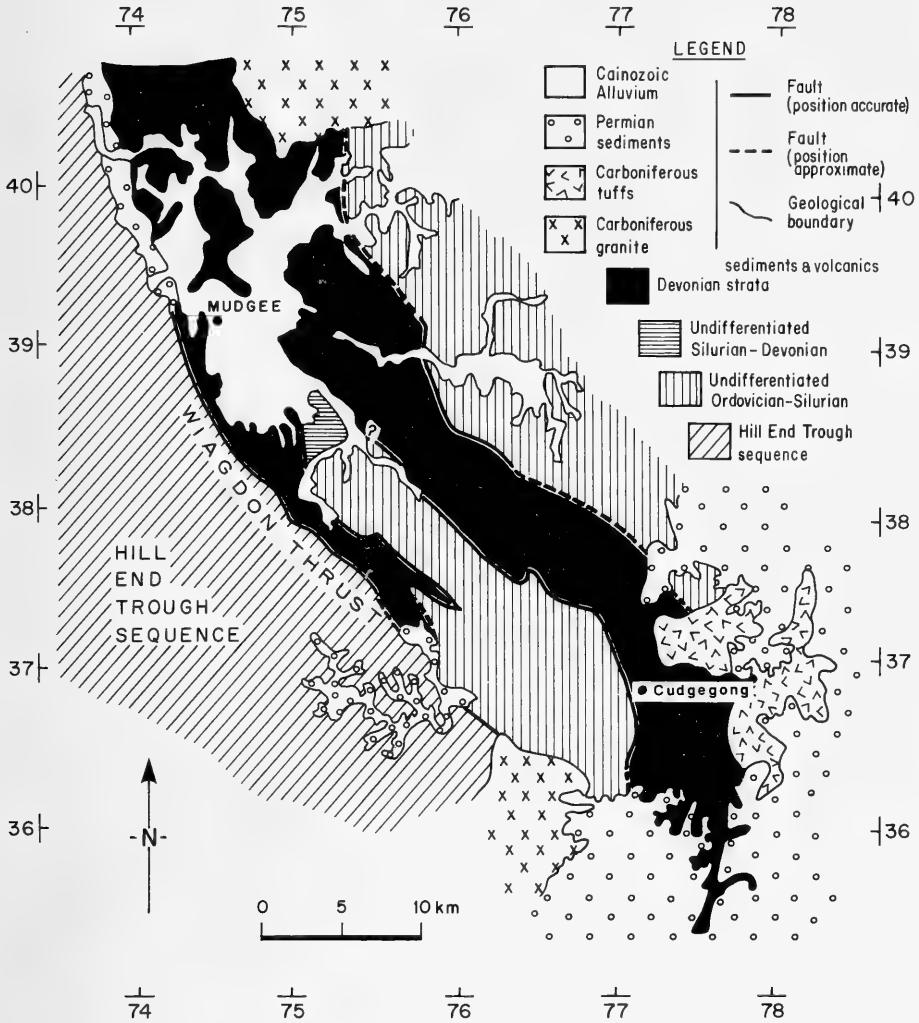 74 75 76 77 78
LEGEND
Cainozoic
Alluvium
Permian
sediments
Carboniferous
tuffs
Carboniferous
granite
Fault
(position accurate)
Fault
(position
approximate)
Geological
boundary
sediments & volcanics
Devonian strata
Undifferentiated
Silurian-Devonian
Undifferentiated
Ordovician-Silurian
Hill End Trough
sequence
40 40
MUDGEE
39 39
?
WIAGDON THRUST
38 38
HILL
END
TROUGH
SEQUENCE
37 37
Cudgegong
36 36
-N-
0 5 10 km
74 75 76 77 78